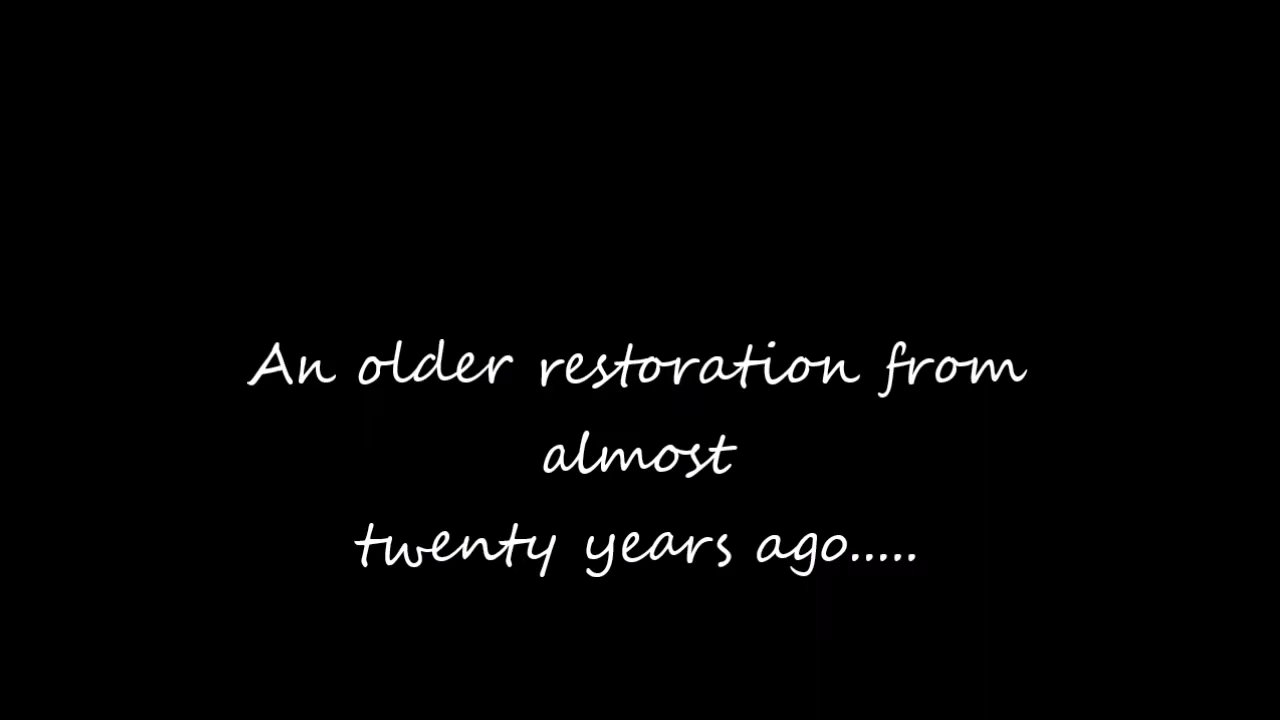 An older restoration from
almost
twenty years ago.....